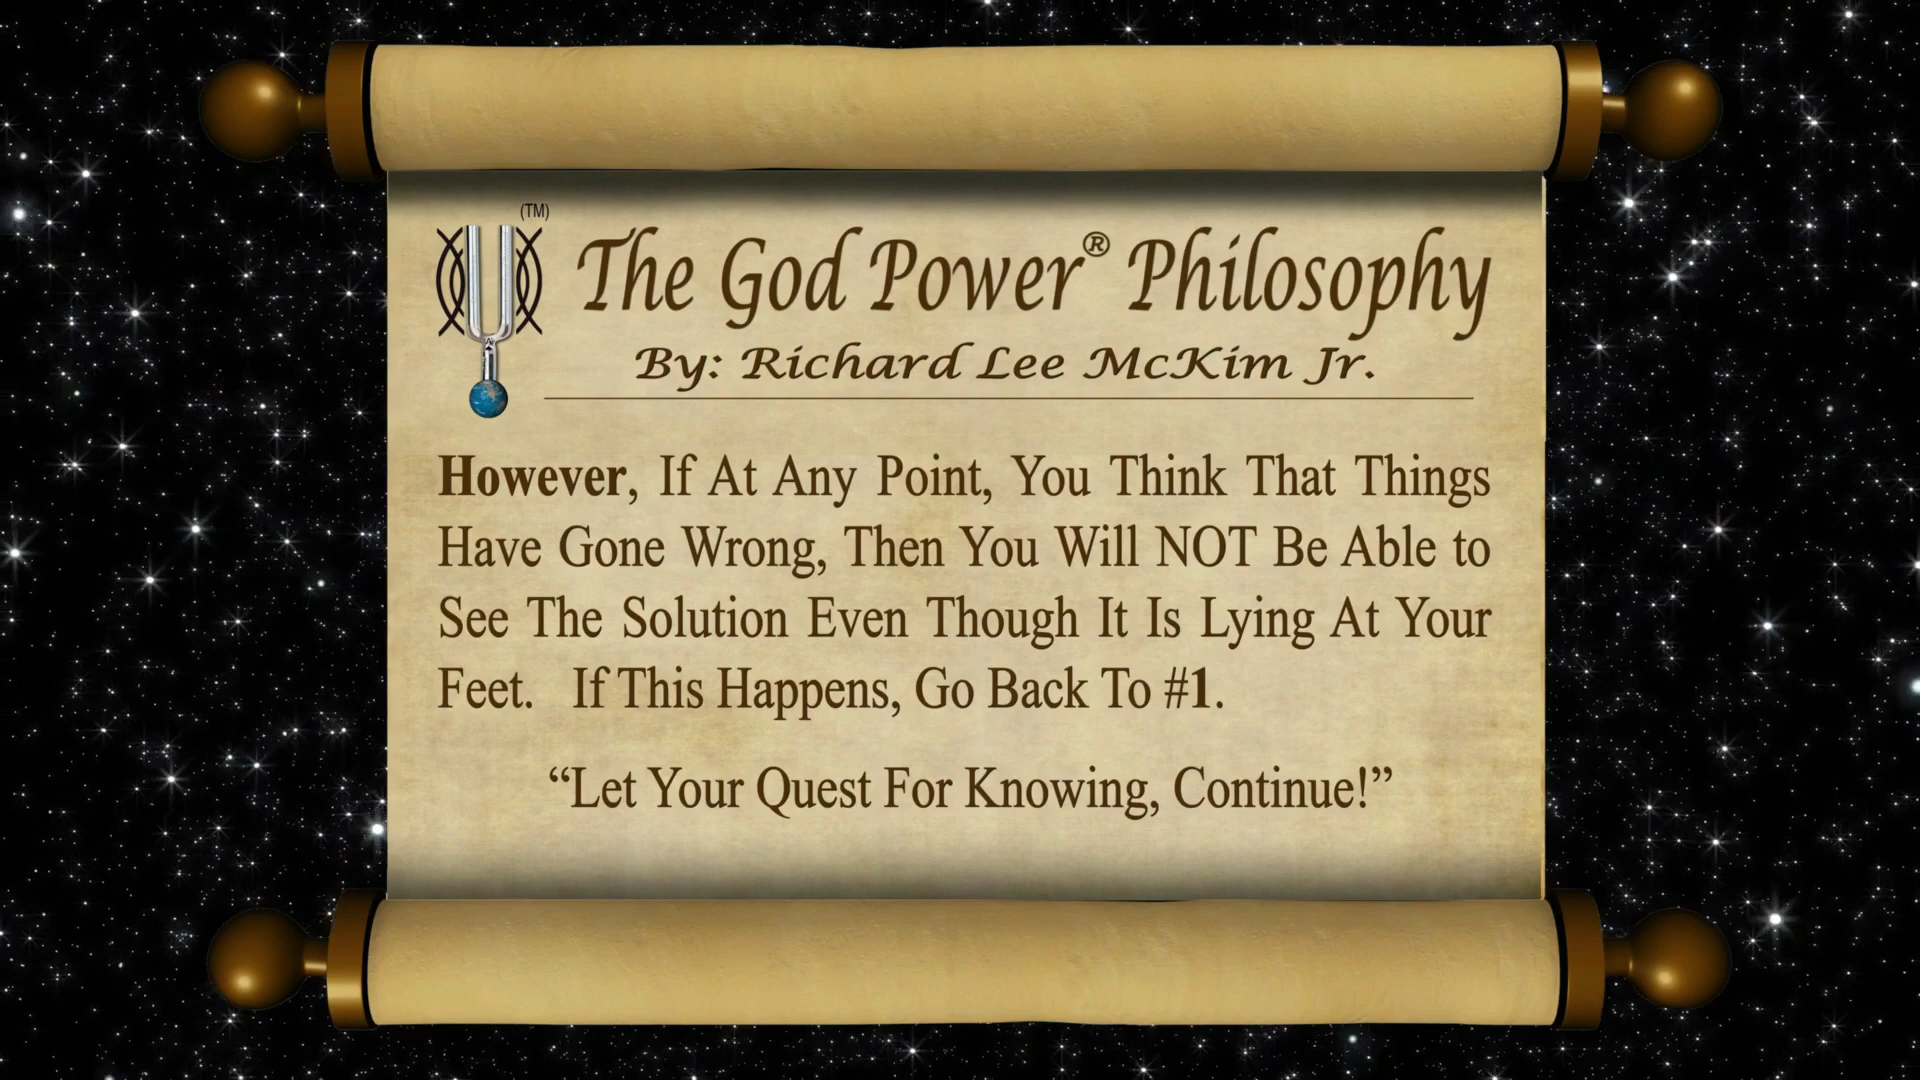 (TM)
The God Power® Philosophy
By: Richard Lee McKim Jr.
However, If At Any Point, You Think That Things
Have Gone Wrong, Then You Will NOT Be Able to
See The Solution Even Though It Is Lying At Your
Feet. If This Happens, Go Back To #1.
“Let Your Quest For Knowing, Continue!”